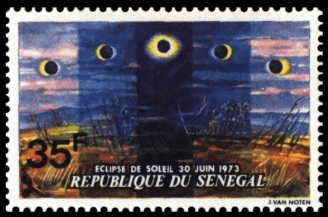 35F
ECLIPSE DE SOLEIL 30 JUIN 1973
REPUBLIQUE DU SENEGAL
J. VAN NOTEN